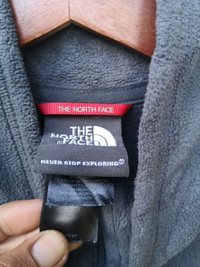 THE NORTH FACE
THE
NORTH
FACE
NEVER STOP EXPLORING